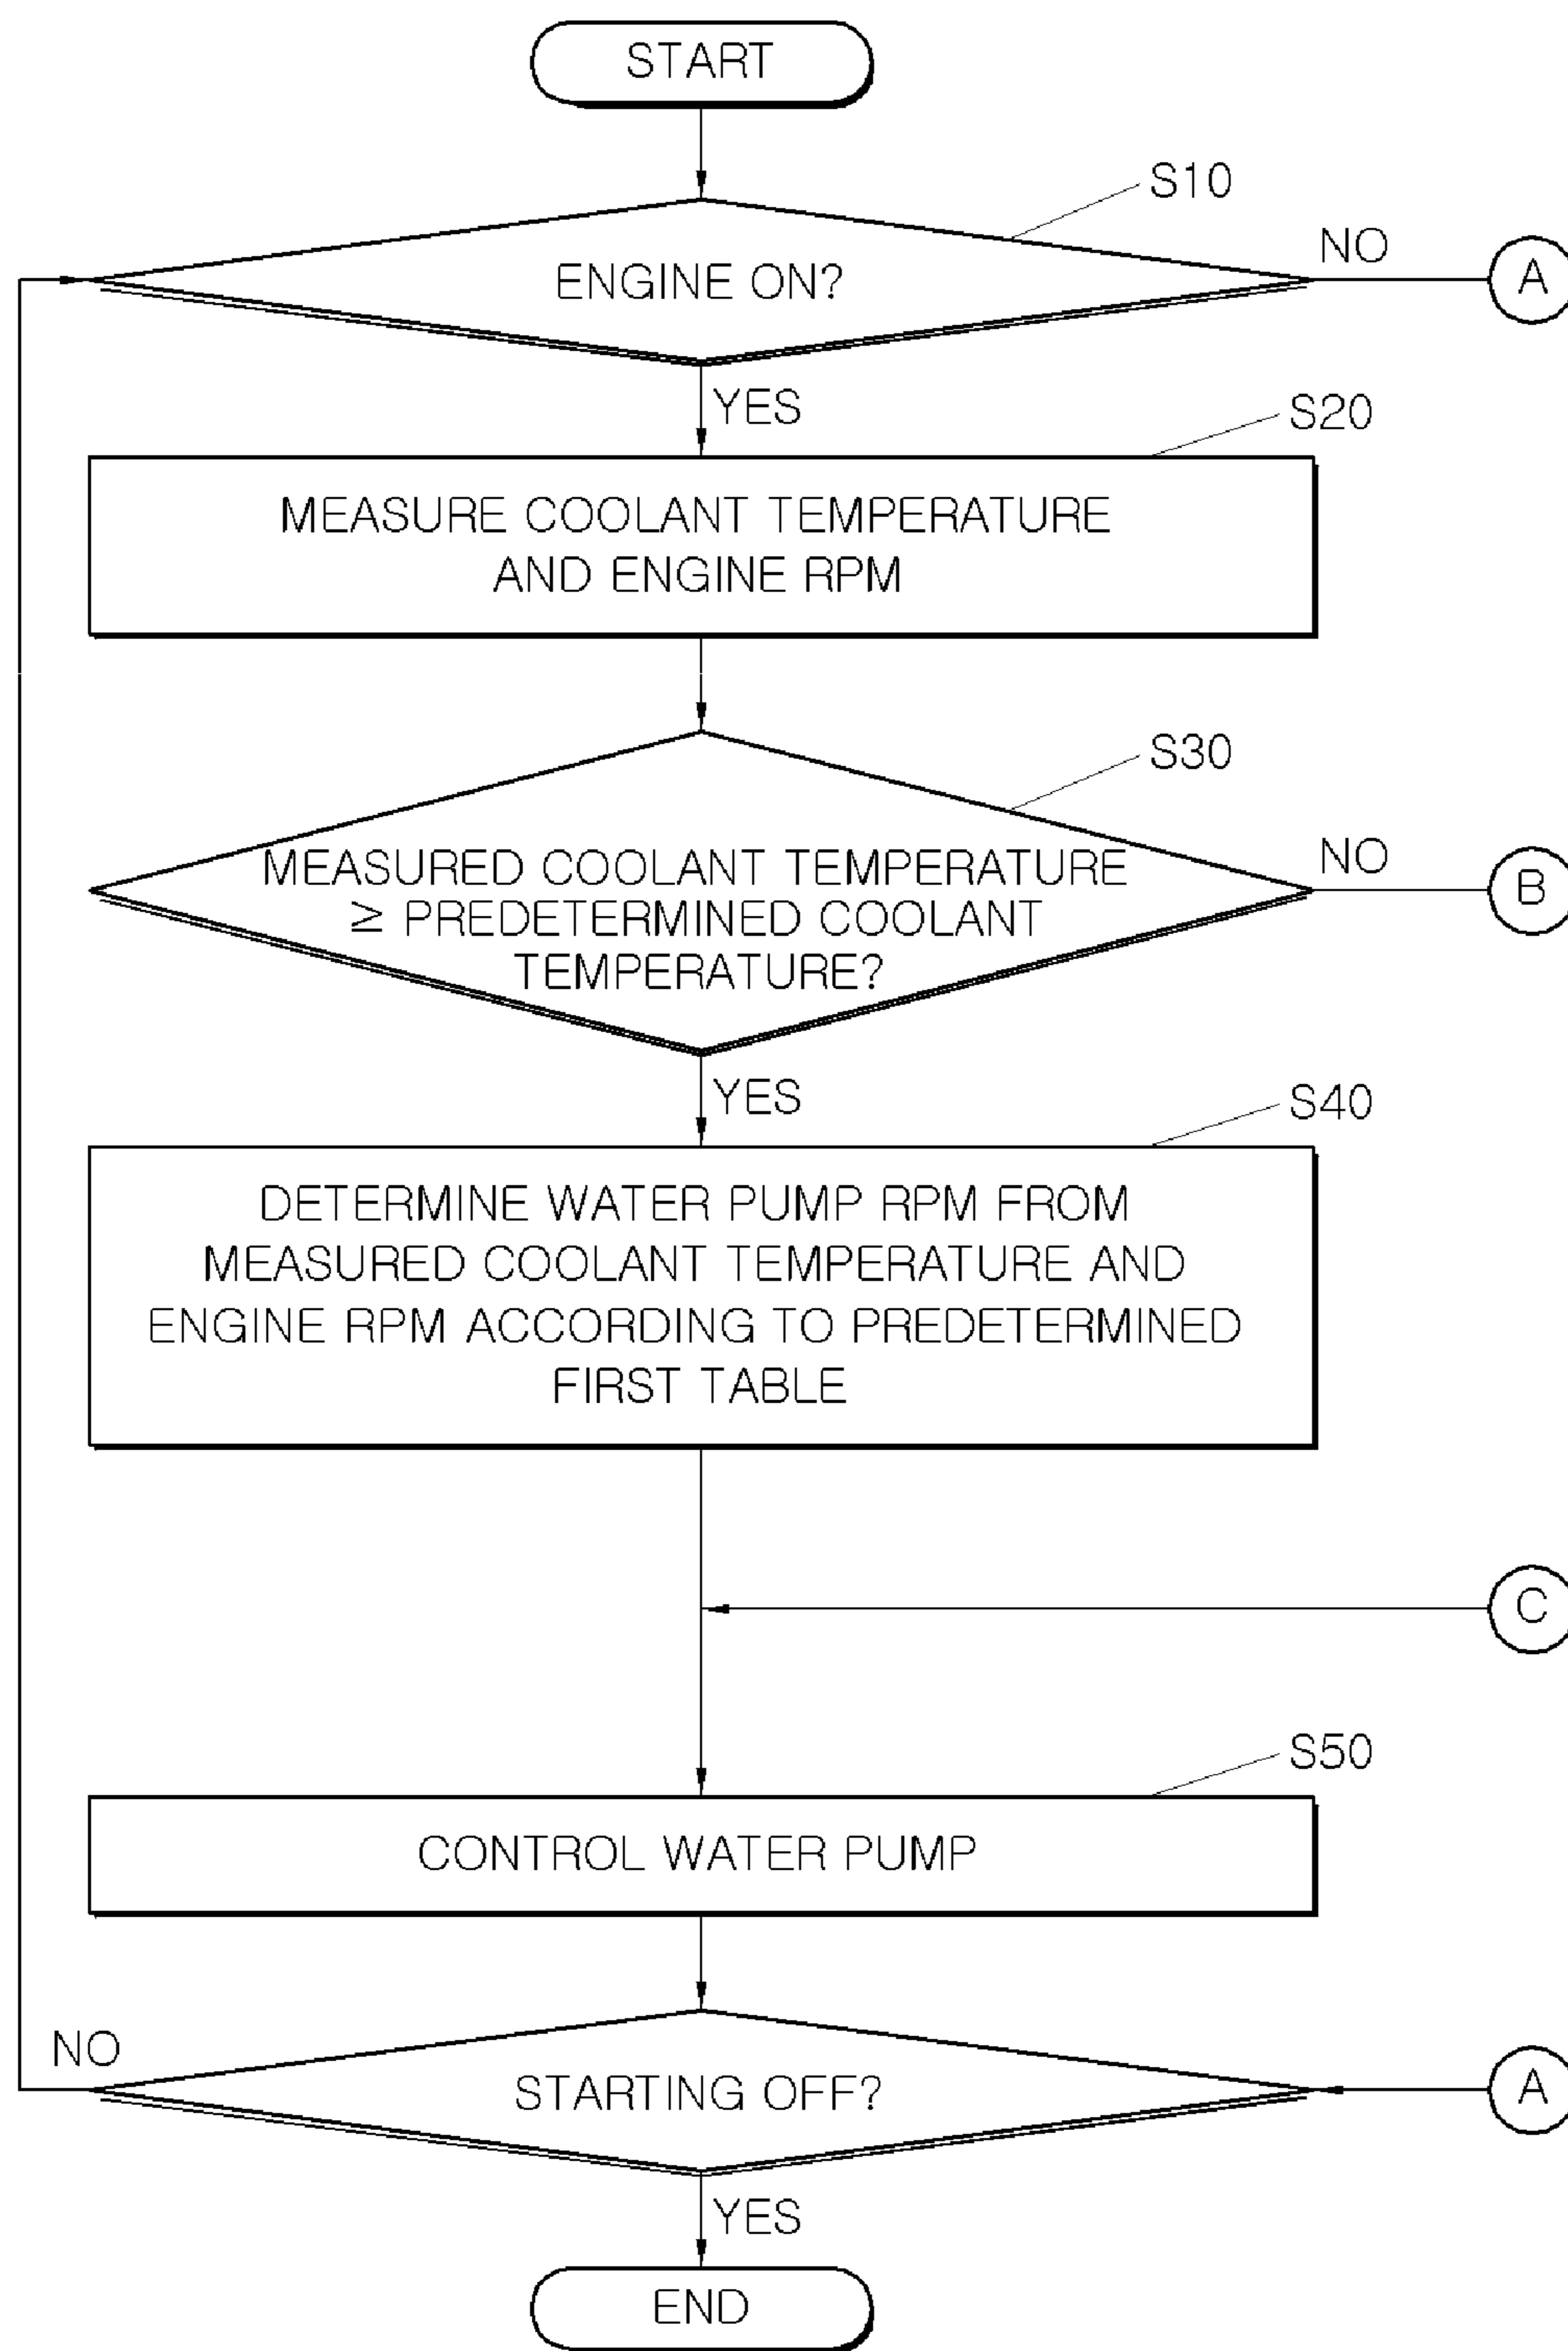 START
S10
ENGINE ON?
NO
A
YES
S20
MEASURE COOLANT TEMPERATURE
AND ENGINE RPM
S30
MEASURED COOLANT TEMPERATURE
≥ PREDETERMINED COOLANT
TEMPERATURE?
NO
B
YES
S40
DETERMINE WATER PUMP RPM FROM
MEASURED COOLANT TEMPERATURE AND
ENGINE RPM ACCORDING TO PREDETERMINED
FIRST TABLE
C
S50
CONTROL WATER PUMP
NO
STARTING OFF?
A
YES
END